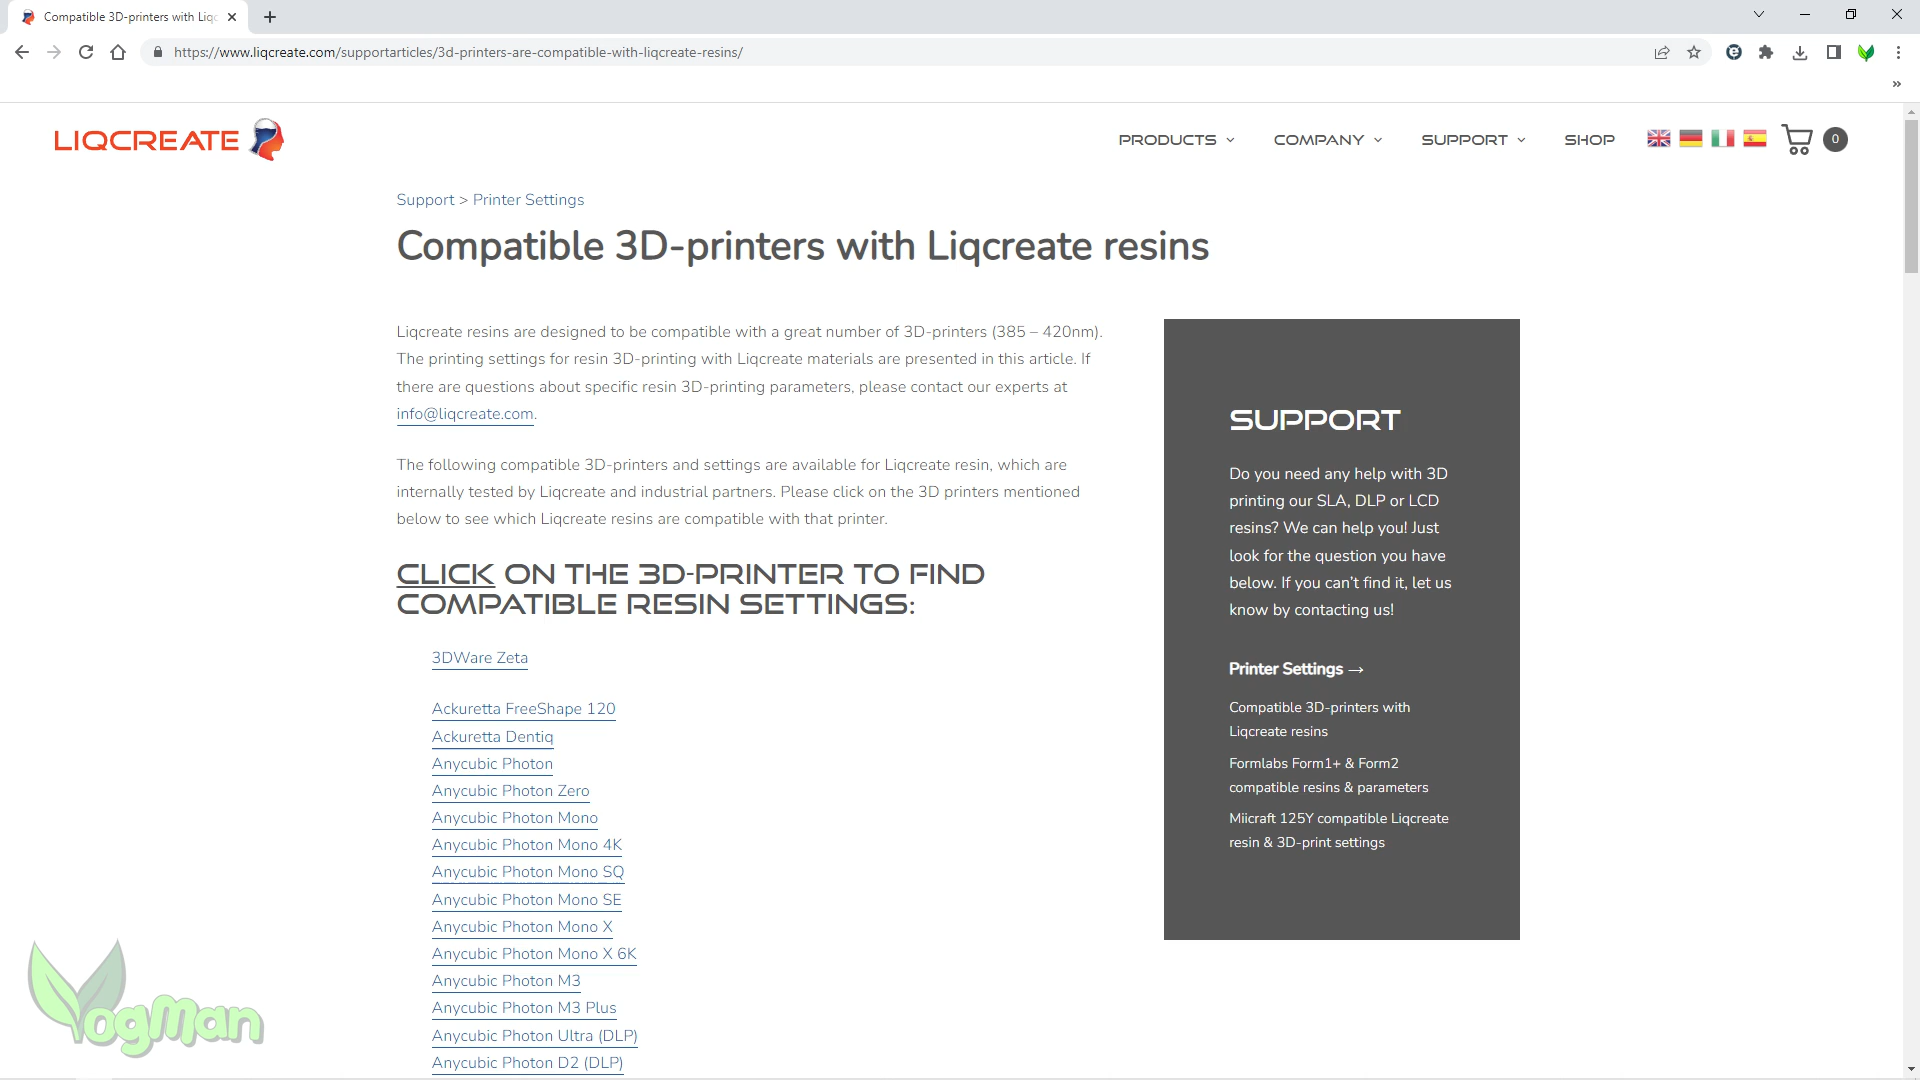 Compatible 3D-printers with Liqc
https://www.liqcreate.com/supportarticles/3d-printers-are-compatible-with-liqcreate-resins/
LIQCREATE
PRODUCTS
COMPANY
SUPPORT
SHOP
0
Support > Printer Settings
Compatible 3D-printers with Liqcreate resins
Liqcreate resins are designed to be compatible with a great number of 3D-printers (385 – 420nm).
The printing settings for resin 3D-printing with Liqcreate materials are presented in this article. If
there are questions about specific resin 3D-printing parameters, please contact our experts at
info@liqcreate.com.
The following compatible 3D-printers and settings are available for Liqcreate resin, which are
internally tested by Liqcreate and industrial partners. Please click on the 3D printers mentioned
below to see which Liqcreate resins are compatible with that printer.
CLICK ON THE 3D-PRINTER TO FIND
COMPATIBLE RESIN SETTINGS:
3DWare Zeta
Ackuretta FreeShape 120
Ackuretta Dentiq
Anycubic Photon
Anycubic Photon Zero
Anycubic Photon Mono
Anycubic Photon Mono 4K
Anycubic Photon Mono SQ
Anycubic Photon Mono SE
Anycubic Photon Mono X
Anycubic Photon Mono X 6K
Anycubic Photon M3
Anycubic Photon M3 Plus
Anycubic Photon Ultra (DLP)
Anycubic Photon D2 (DLP)
SUPPORT
Do you need any help with 3D
printing our SLA, DLP or LCD
resins? We can help you! Just
look for the question you have
below. If you can't find it, let us
know by contacting us!
Printer Settings →
Compatible 3D-printers with
Liqcreate resins
Formlabs Form1+ & Form2
compatible resins & parameters
Miicraft 125Y compatible Liqcreate
resin & 3D-print settings
VogMan